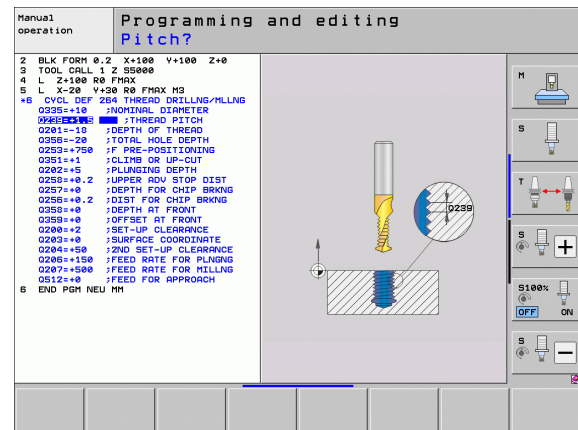 Manual
operation
Programming and editing
Pitch?
2 BLK FORM 0.2 X+100 Y+100 Z+0
3 TOOL CALL 1 Z S5000
4 L Z+100 R0 FMAX
5 L X-20 Y+30 R0 FMAX M3
*6 CYCL DEF 264 THREAD DRILLNG/MLLNG
Q335=+10 ;NOMINAL DIAMETER
Q239=+1.5 ;THREAD PITCH
Q201=-18 ;DEPTH OF THREAD
Q356=-20 ;TOTAL HOLE DEPTH
Q253=+750 ;F PRE-POSITIONING
Q351=+1 ;CLIMB OR UP-CUT
Q202=+5 ;PLUNGING DEPTH
Q258=+0.2 ;UPPER ADV STOP DIST
Q257=+0 ;DEPTH FOR CHIP BRKNG
Q256=+0.2 ;DIST FOR CHIP BRKNG
Q358=+0 ;DEPTH AT FRONT
Q359=+0 ;OFFSET AT FRONT
Q200=+2 ;SET-UP CLEARANCE
Q203=+0 ;SURFACE COORDINATE
Q204=+50 ;2ND SET-UP CLEARANCE
Q206=+150 ;FEED RATE FOR PLNGNG
Q207=+500 ;FEED RATE FOR MILLNG
Q512=+0 ;FEED FOR APPROACH
6 END PGM NEU MM
Q239
M
S
T
S
+
S100%
OFF ON
S
−